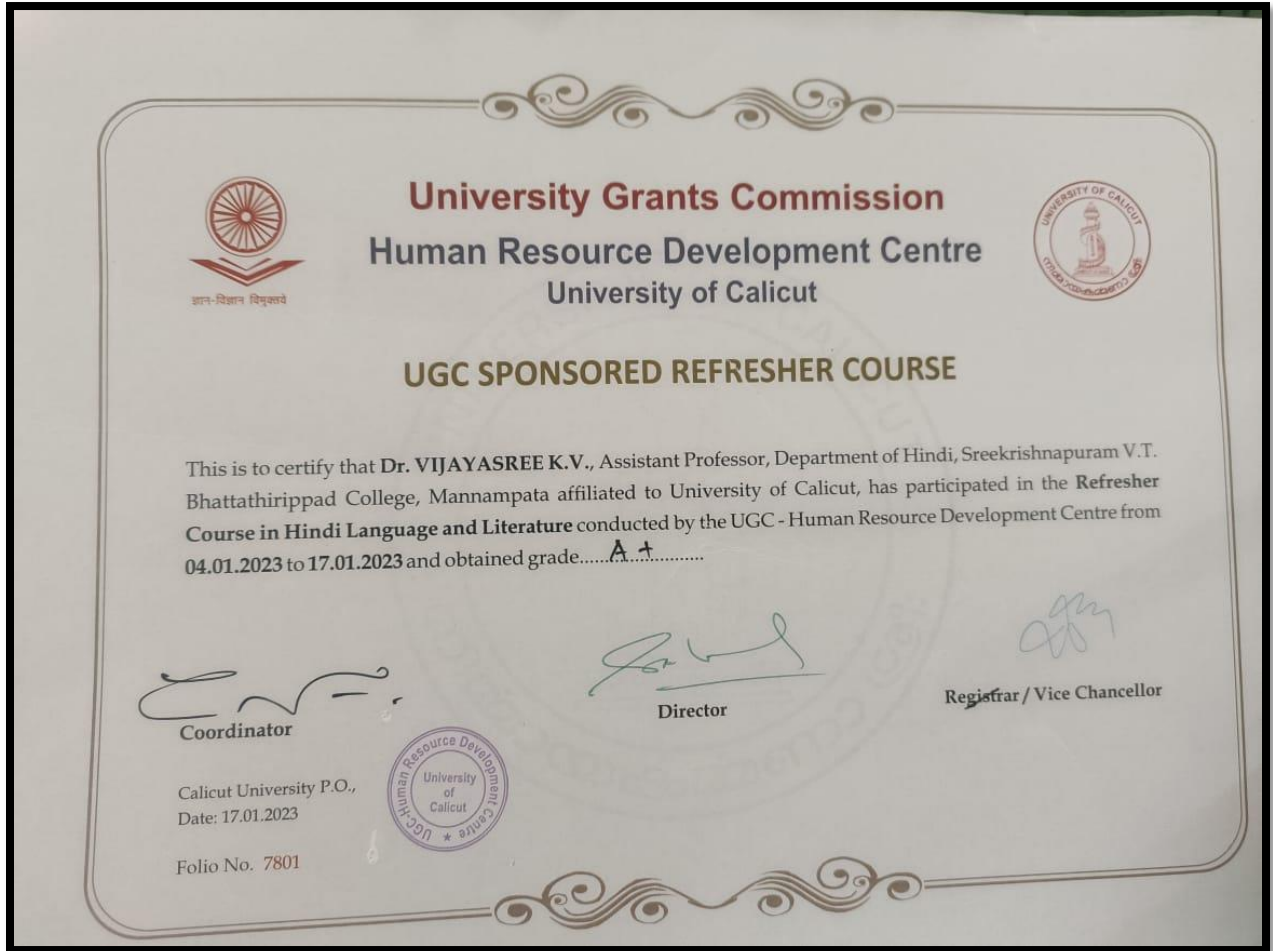 University Grants Commission
Human Resource Development Centre
University of Calicut
ज्ञान-विज्ञान विमुक्तये
UNIVERSITY OF CALICUT
UGC SPONSORED REFRESHER COURSE
This is to certify that Dr. VIJAYASREE K.V., Assistant Professor, Department of Hindi, Sreekrishnapuram V.T.
Bhattathirippad College, Mannampata affiliated to University of Calicut, has participated in the Refresher
Course in Hindi Language and Literature conducted by the UGC - Human Resource Development Centre from
04.01.2023 to 17.01.2023 and obtained grade......A +...........
Coordinator
Director
Registrar / Vice Chancellor
Calicut University P.O.,
Date: 17.01.2023
Folio No. 7801
UGC-Human Resource Development Centre ★
University
of
Calicut